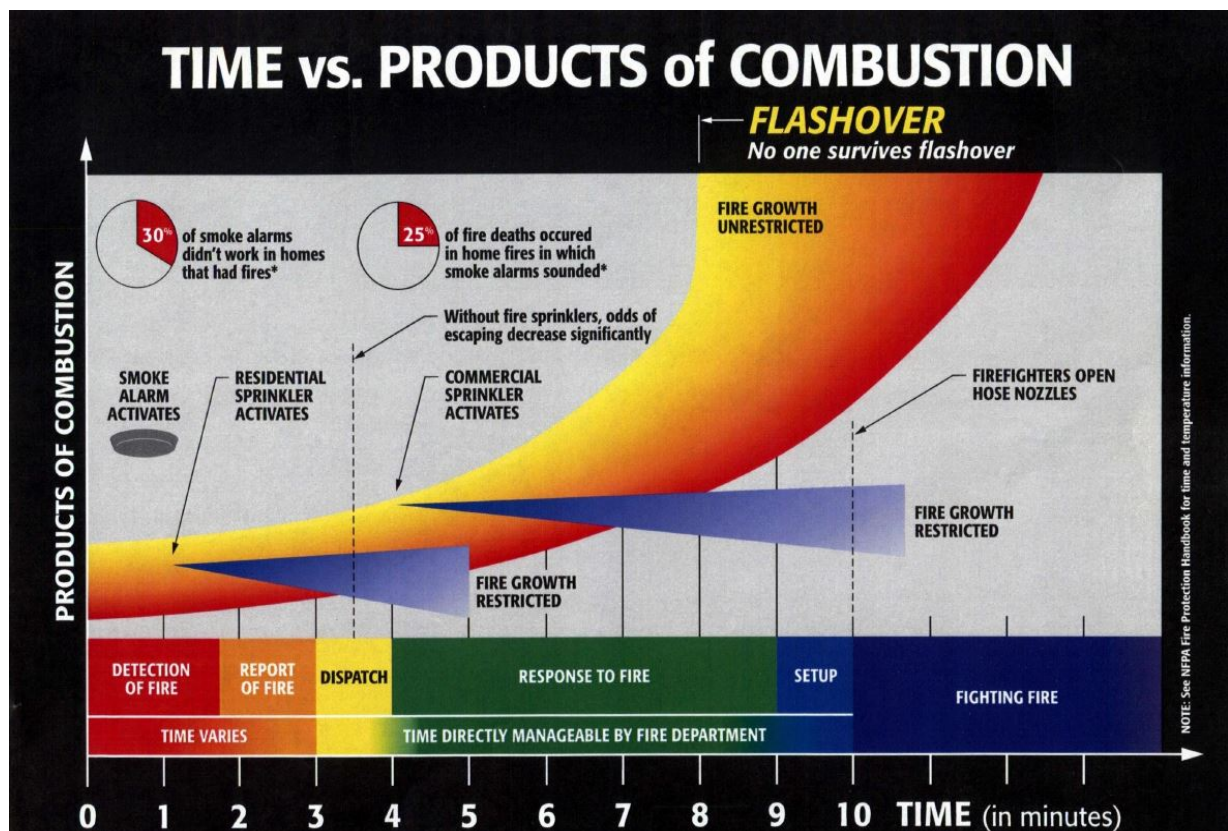 TIME vs. PRODUCTS of COMBUSTION
FLASHOVER
No one survives flashover
30%
of smoke alarms
didn't work in homes
that had fires*
25%
of fire deaths occured
in home fires in which
smoke alarms sounded*
FIRE GROWTH
UNRESTRICTED
Without fire sprinklers, odds of
escaping decrease significantly
SMOKE
ALARM
ACTIVATES
RESIDENTIAL
SPRINKLER
ACTIVATES
COMMERCIAL
SPRINKLER
ACTIVATES
FIREFIGHTERS OPEN
HOSE NOZZLES
FIRE GROWTH
RESTRICTED
FIRE GROWTH
RESTRICTED
PRODUCTS OF COMBUSTION
NOTE: See NFPA Fire Protection Handbook for time and temperature information.
DETECTION
OF FIRE
REPORT
OF FIRE
DISPATCH
RESPONSE TO FIRE
SETUP
FIGHTING FIRE
TIME VARIES
TIME DIRECTLY MANAGEABLE BY FIRE DEPARTMENT
0 1 2 3 4 5 6 7 8 9 10 TIME (in minutes)